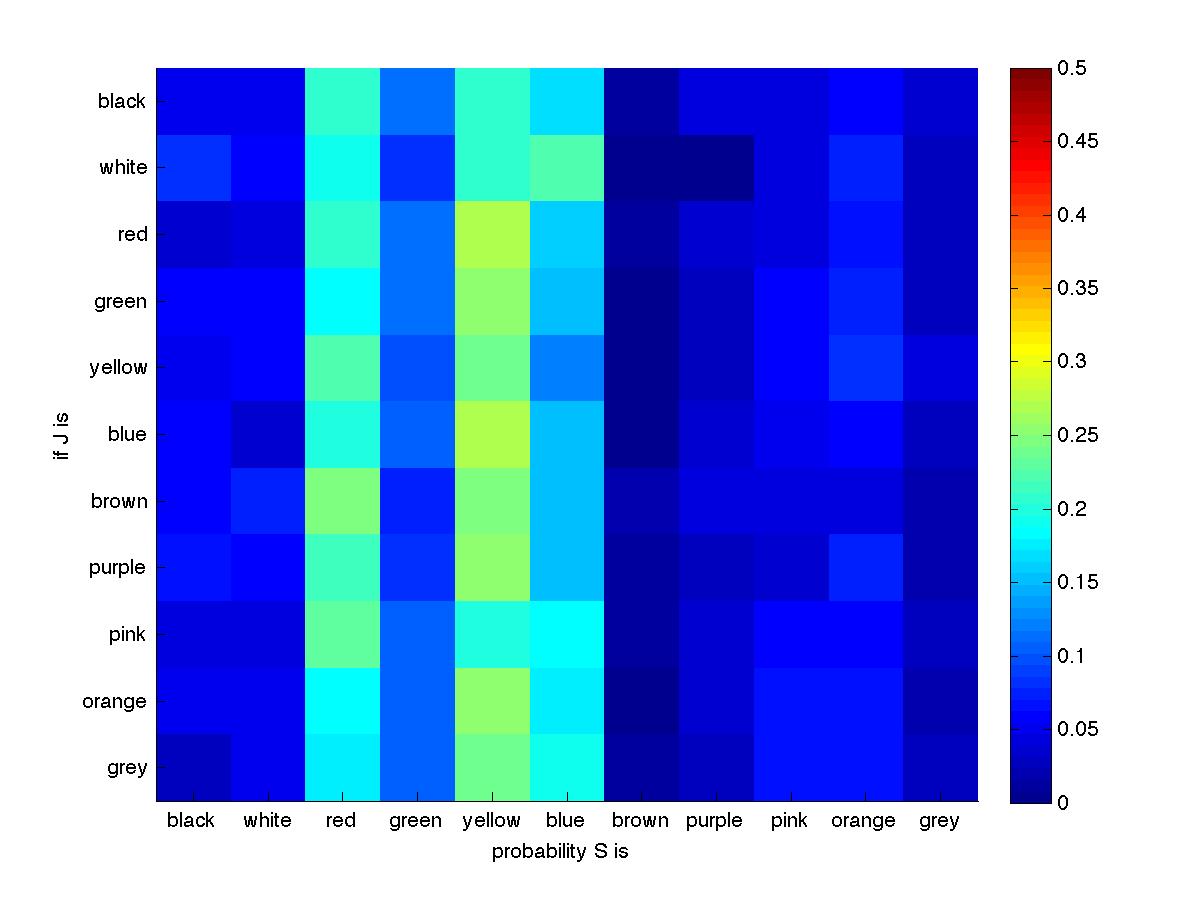 black
white
red
green
yellow
blue
brown
purple
pink
orange
grey
if J is
black white red green yellow blue brown purple pink orange grey
probability S is
0.5
0.45
0.4
0.35
0.3
0.25
0.2
0.15
0.1
0.05
0